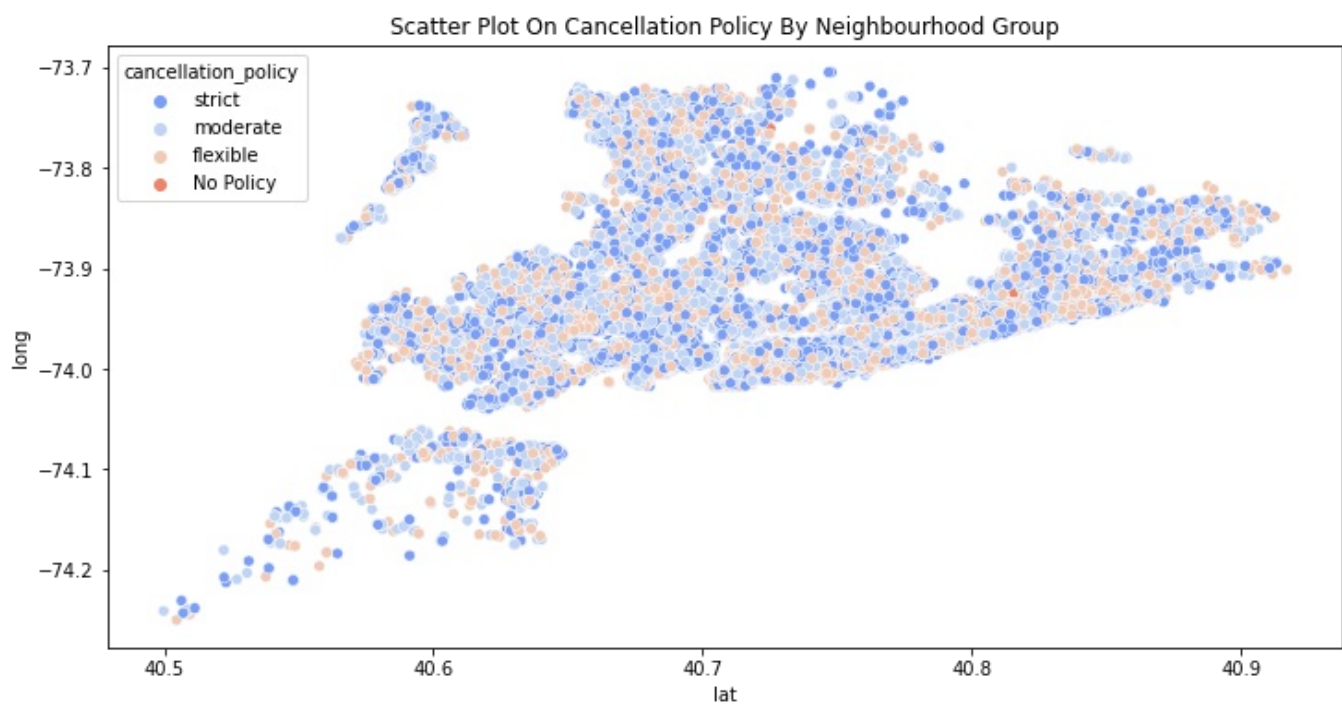 Scatter Plot On Cancellation Policy By Neighbourhood Group
cancellation_policy
strict
moderate
flexible
No Policy
−73.7
−73.8
−73.9
−74.0
−74.1
−74.2
long
40.5
40.6
40.7
40.8
40.9
lat